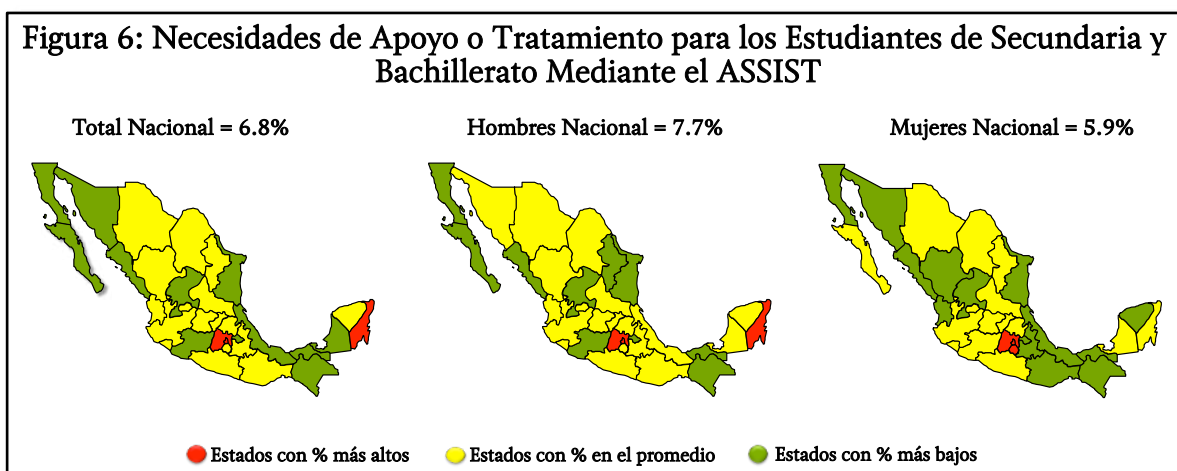 Figura 6: Necesidades de Apoyo o Tratamiento para los Estudiantes de Secundaria y
Bachillerato Mediante el ASSIST
Total Nacional = 6.8%
Hombres Nacional = 7.7%
Mujeres Nacional = 5.9%
Estados con % más altos
Estados con % en el promedio
Estados con % más bajos